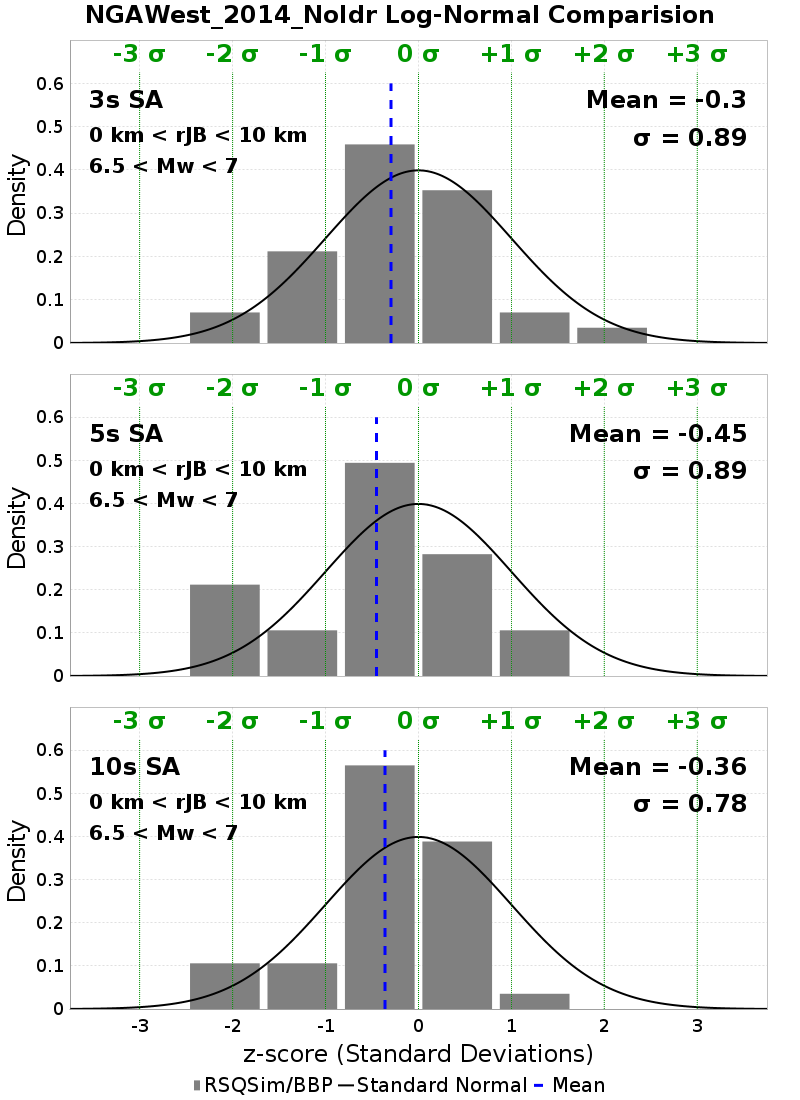 NGAWest_2014_NoIdr Log-Normal Comparision
-3 σ -2 σ -1 σ 0 σ +1 σ +2 σ +3 σ
3s SA
Mean = -0.3
0 km < rJB < 10 km
σ = 0.89
6.5 < Mw < 7
Density
0.6
0.5
0.4
0.3
0.2
0.1
0
-3 σ -2 σ -1 σ 0 σ +1 σ +2 σ +3 σ
5s SA
Mean = -0.45
0 km < rJB < 10 km
σ = 0.89
6.5 < Mw < 7
Density
0.6
0.5
0.4
0.3
0.2
0.1
0
-3 σ -2 σ -1 σ 0 σ +1 σ +2 σ +3 σ
10s SA
Mean = -0.36
0 km < rJB < 10 km
σ = 0.78
6.5 < Mw < 7
Density
0.6
0.5
0.4
0.3
0.2
0.1
0
-3 -2 -1 0 1 2 3
z-score (Standard Deviations)
RSQSim/BBP Standard Normal Mean